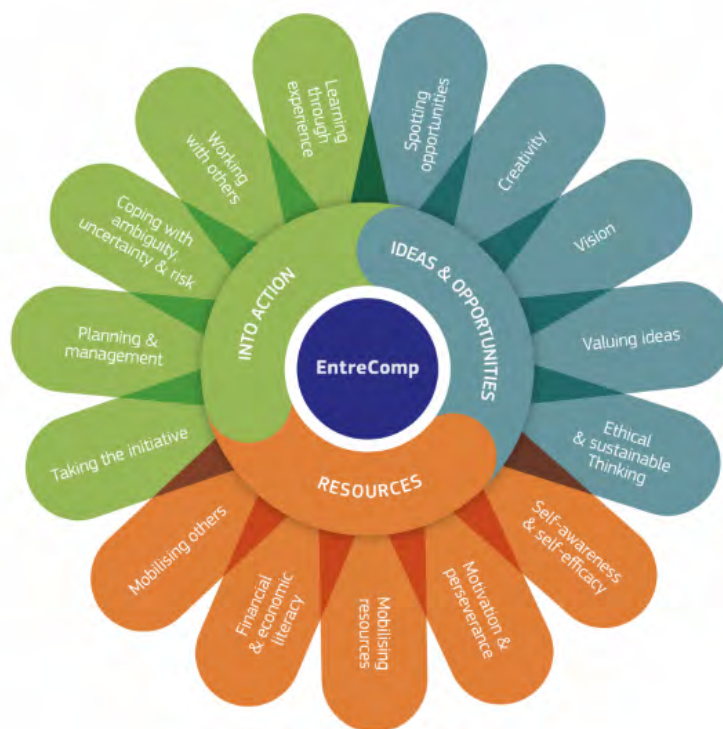 EntreComp
IDEAS & OPPORTUNITIES
Spotting
opportunities
Creativity
Vision
Valuing ideas
Ethical
& sustainable
Thinking
RESOURCES
Self-awareness
& self-efficacy
Motivation &
perseverance
Mobilising
resources
Financial
& economic
literacy
Mobilising others
INTO ACTION
Taking the initiative
Planning &
management
Coping with
ambiguity,
uncertainty & risk
Working
with others
Learning
through
experience